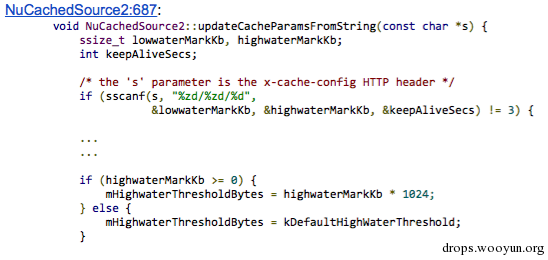 NuCachedSource2:687:
void NuCachedSource2::updateCacheParamsFromString(const char *s) {
ssize_t lowwaterMarkKb, highwaterMarkKb;
int keepAliveSecs;
/* the 's' parameter is the x-cache-config HTTP header */
if (sscanf(s, "%zd/%zd/%d",
&lowwaterMarkKb, &highwaterMarkKb, &keepAliveSecs) != 3) {
...
...
if (highwaterMarkKb >= 0) {
mHighwaterThresholdBytes = highwaterMarkKb * 1024;
} else {
mHighwaterThresholdBytes = kDefaultHighWaterThreshold;
}
drops.wooyun.org